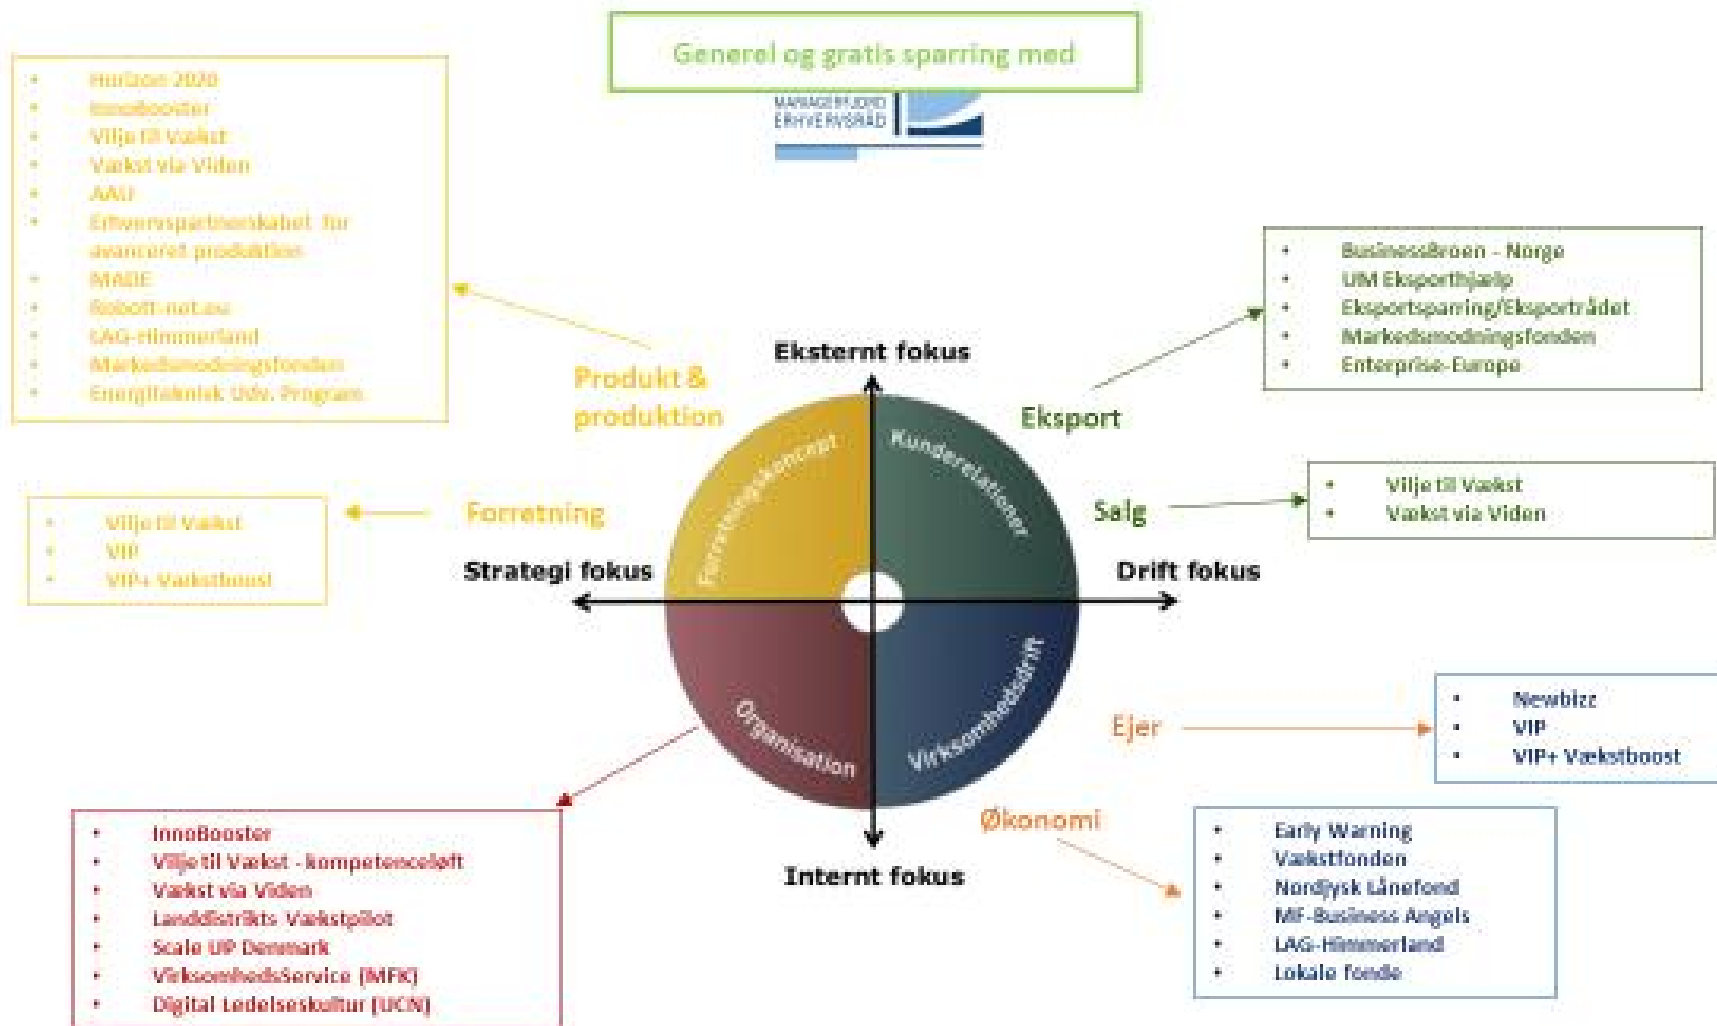 Generel og gratis sparring med
MARIAGERFJORD
ERHVERVSRÅD
Horizon 2020
InnoBooster
Vilje til Vækst
Vækst via Viden
AAU
Erhvervspartnerskabet for
avanceret produktion
MADE
Robott-net.eu
LAG-Himmerland
Markedsmodningsfonden
Energiteknisk Udv. Program
BusinessBroen - Norge
UM Eksporthjælp
Eksportsparring/Eksportrådet
Markedsmodningsfonden
Enterprise-Europe
Eksternt fokus
Produkt &
produktion
Eksport
Forretningskoncept
Kunderelationer
Vilje til Vækst
VIP
VIP+ Vækstboost
Forretning
Salg
Vilje til Vækst
Vækst via Viden
Strategi fokus
Drift fokus
Organisation
Virksomhedsdrift
Ejer
Newbizz
VIP
VIP+ Vækstboost
Økonomi
Internt fokus
InnoBooster
Vilje til Vækst - kompetenceløft
Vækst via Viden
Landdistrikts Vækstpilot
Scale UP Denmark
VirksomhedsService (MFK)
Digital Ledelseskultur (UCN)
Early Warning
Vækstfonden
Nordjysk Lånefond
MF-Business Angels
LAG-Himmerland
Lokale fonde